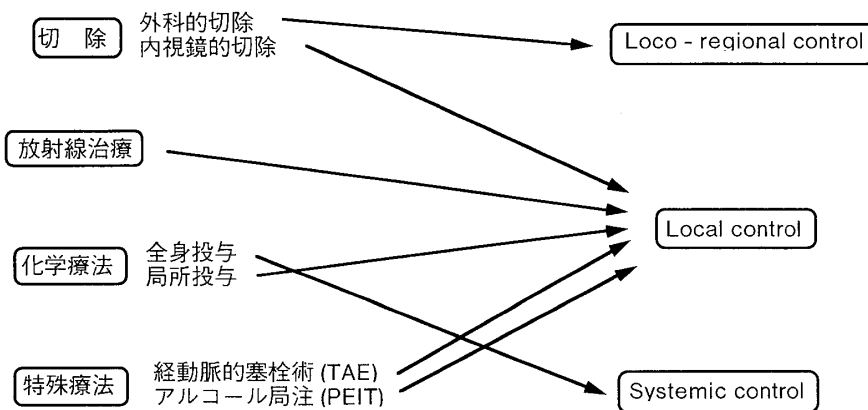 切 除
外科的切除
内視鏡的切除
Loco - regional control
放射線治療
Local control
化学療法
全身投与
局所投与
特殊療法
経動脈的塞栓術 (TAE)
アルコール局注 (PEIT)
Systemic control